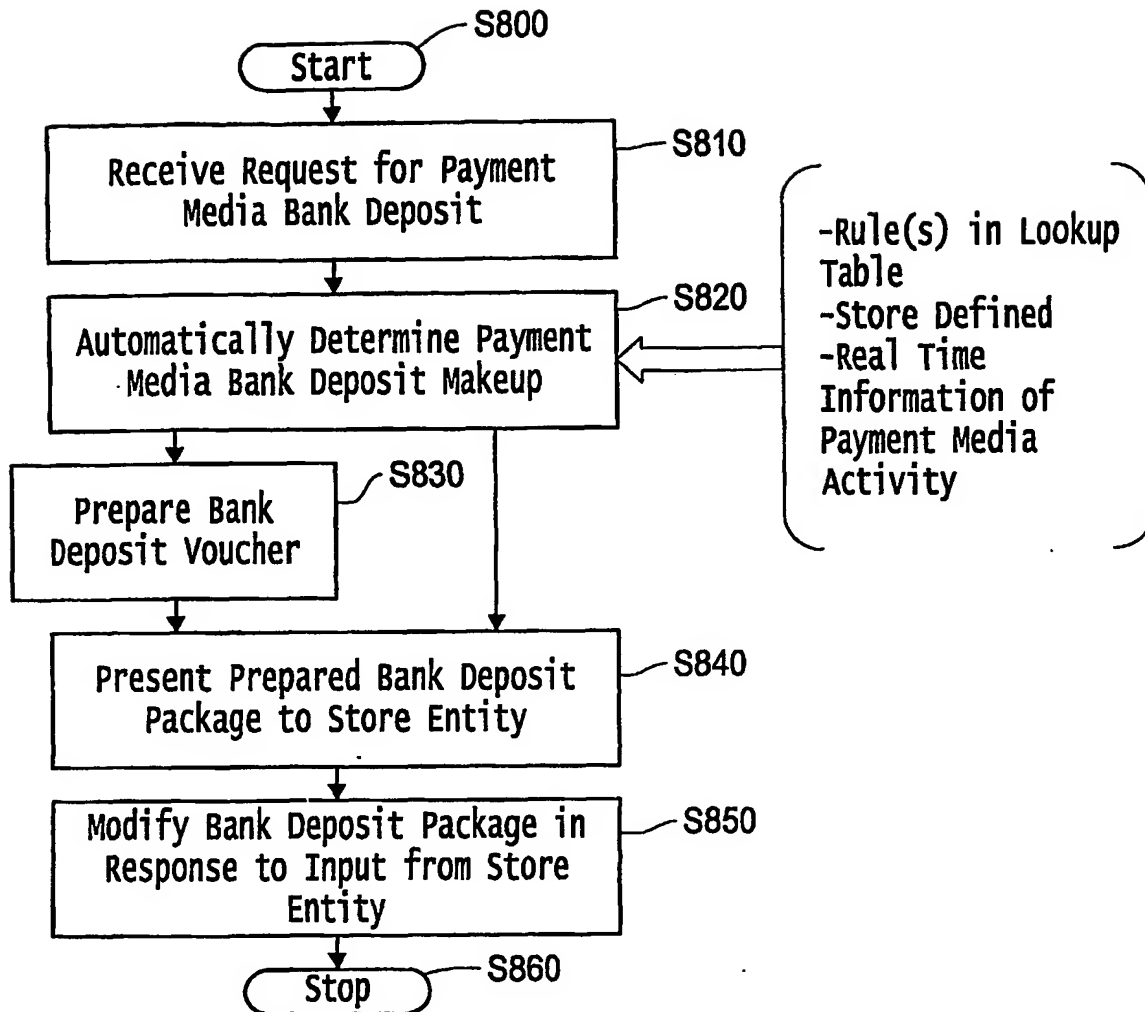 S800
Start
S810
Receive Request for Payment
Media Bank Deposit
S820
Automatically Determine Payment
Media Bank Deposit Makeup
-Rule(s) in Lookup
Table
-Store Defined
-Real Time
Information of
Payment Media
Activity
S830
Prepare Bank
Deposit Voucher
S840
Present Prepared Bank Deposit
Package to Store Entity
S850
Modify Bank Deposit Package in
Response to Input from Store
Entity
S860
Stop